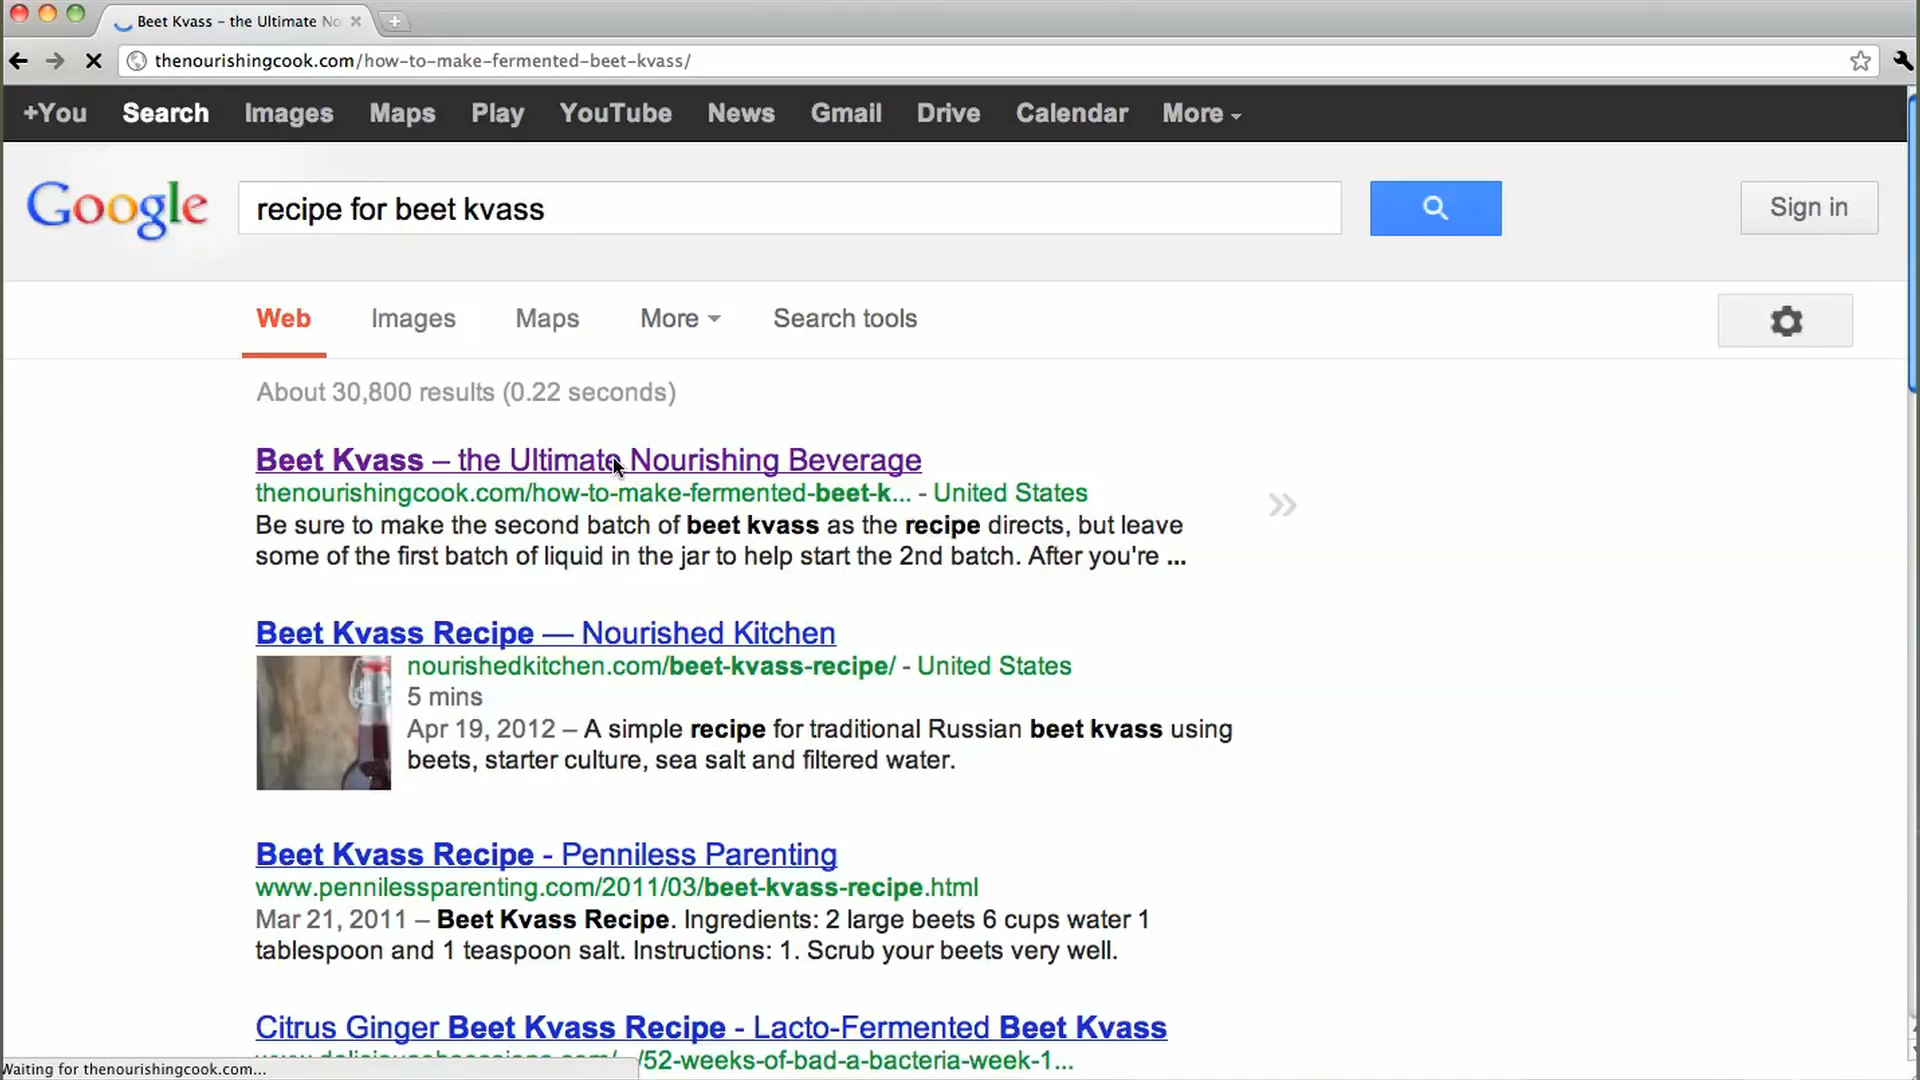 Beet Kvass – the Ultimate No
thenourishingcook.com/how-to-make-fermented-beet-kvass/
+You Search Images Maps Play YouTube News Gmail Drive Calendar More
Google recipe for beet kvass Sign in
Web Images Maps More Search tools
About 30,800 results (0.22 seconds)
Beet Kvass – the Ultimate Nourishing Beverage
thenourishingcook.com/how-to-make-fermented-beet-k... - United States
Be sure to make the second batch of beet kvass as the recipe directs, but leave
some of the first batch of liquid in the jar to help start the 2nd batch. After you're ...
Beet Kvass Recipe — Nourished Kitchen
nourishedkitchen.com/beet-kvass-recipe/ - United States
5 mins
Apr 19, 2012 – A simple recipe for traditional Russian beet kvass using
beets, starter culture, sea salt and filtered water.
Beet Kvass Recipe - Penniless Parenting
www.pennilessparenting.com/2011/03/beet-kvass-recipe.html
Mar 21, 2011 – Beet Kvass Recipe. Ingredients: 2 large beets 6 cups water 1
tablespoon and 1 teaspoon salt. Instructions: 1. Scrub your beets very well.
Citrus Ginger Beet Kvass Recipe - Lacto-Fermented Beet Kvass
/52-weeks-of-bad-a-bacteria-week-1...
Waiting for thenourishingcook.com...